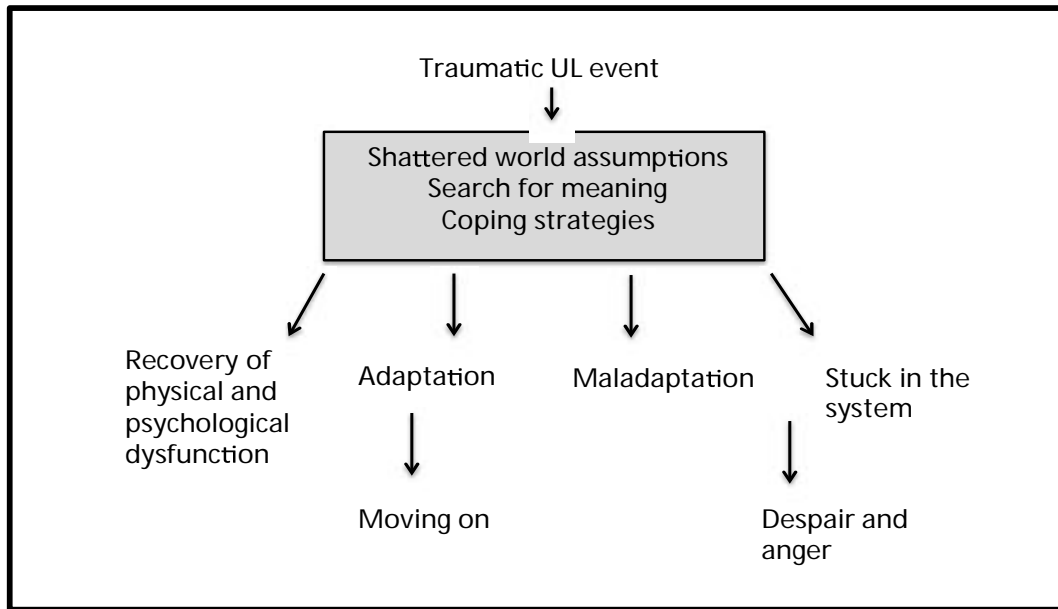 Traumatic UL event
Shattered world assumptions
Search for meaning
Coping strategies
Recovery of
physical and
psychological
dysfunction
Adaptation
Maladaptation
Stuck in the
system
Moving on
Despair and
anger